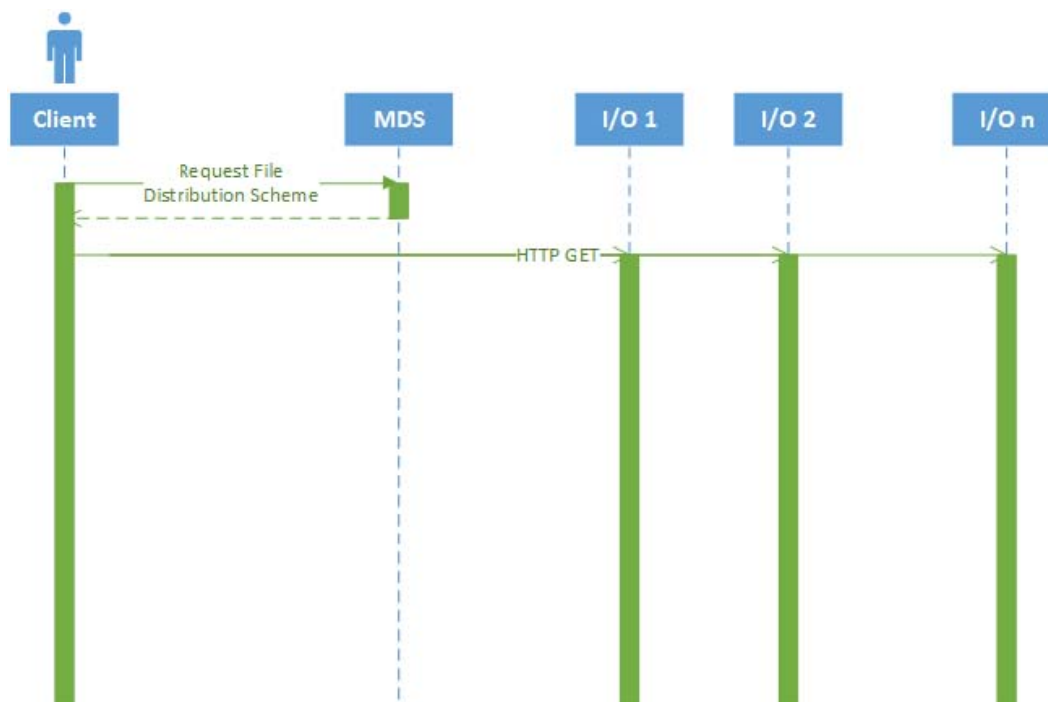 Client
MDS
I/O 1
I/O 2
I/O n
Request File
Distribution Scheme
HTTP GET